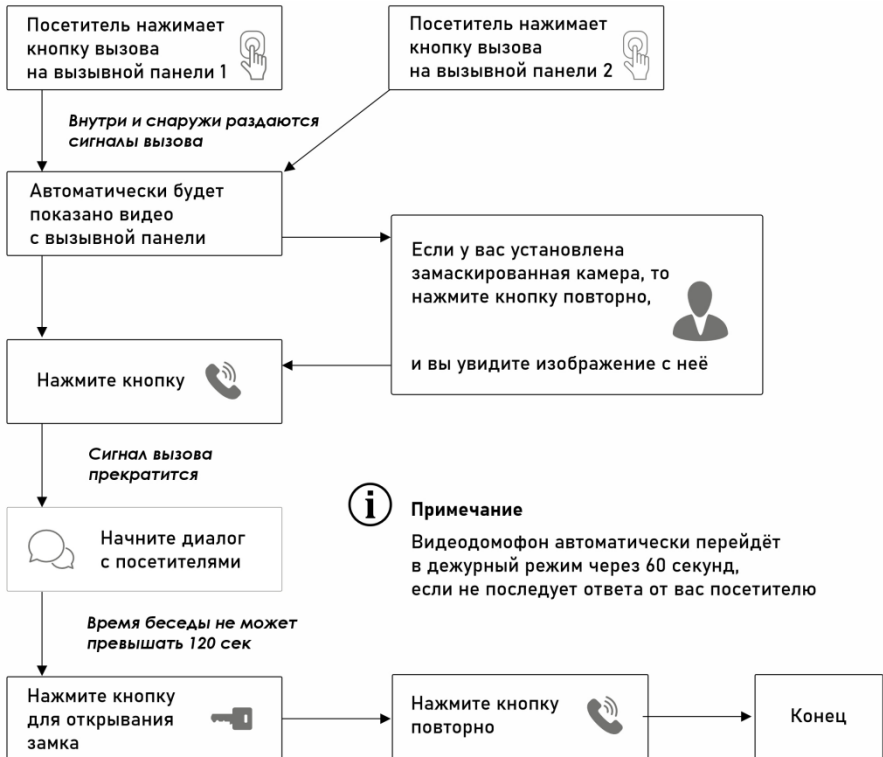 Посетитель нажимает
кнопку вызова
на вызывной панели 1
Посетитель нажимает
кнопку вызова
на вызывной панели 2
Внутри и снаружи раздаются
сигналы вызова
Автоматически будет
показано видео
с вызывной панели
Если у вас установлена
замаскированная камера, то
нажмите кнопку повторно,
и вы увидите изображение с неё
Нажмите кнопку
Сигнал вызова
прекратится
Начните диалог
с посетителями
i
Примечание
Видеодомофон автоматически перейдёт
в дежурный режим через 60 секунд,
если не последует ответа от вас посетителю
Время беседы не может
превышать 120 сек
Нажмите кнопку
для открывания
замка
Нажмите кнопку
повторно
Конец